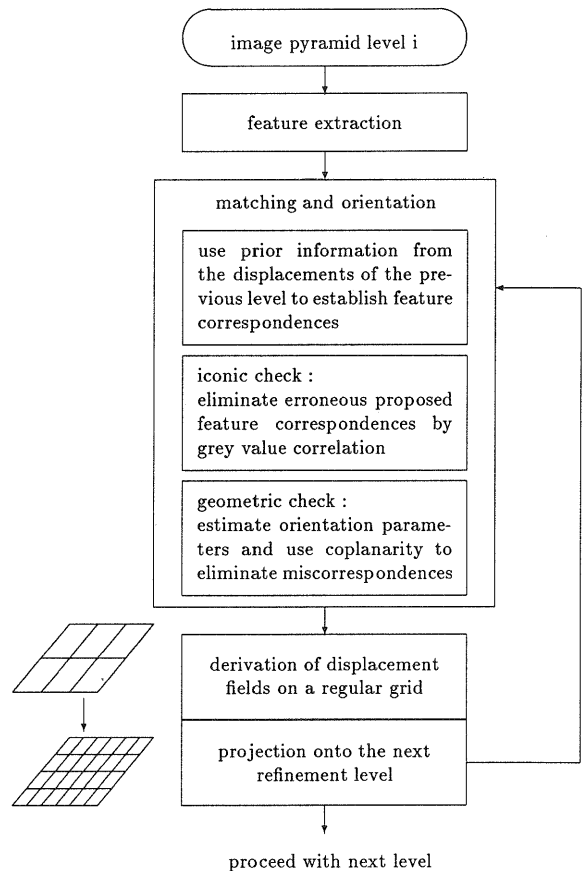 image pyramid level i
feature extraction
matching and orientation
use prior information from
the displacements of the pre-
vious level to establish feature
correspondences
iconic check :
eliminate erroneous proposed
feature correspondences by
grey value correlation
geometric check :
estimate orientation parame-
ters and use coplanarity to
eliminate miscorrespondences
derivation of displacement
fields on a regular grid
projection onto the next
refinement level
proceed with next level